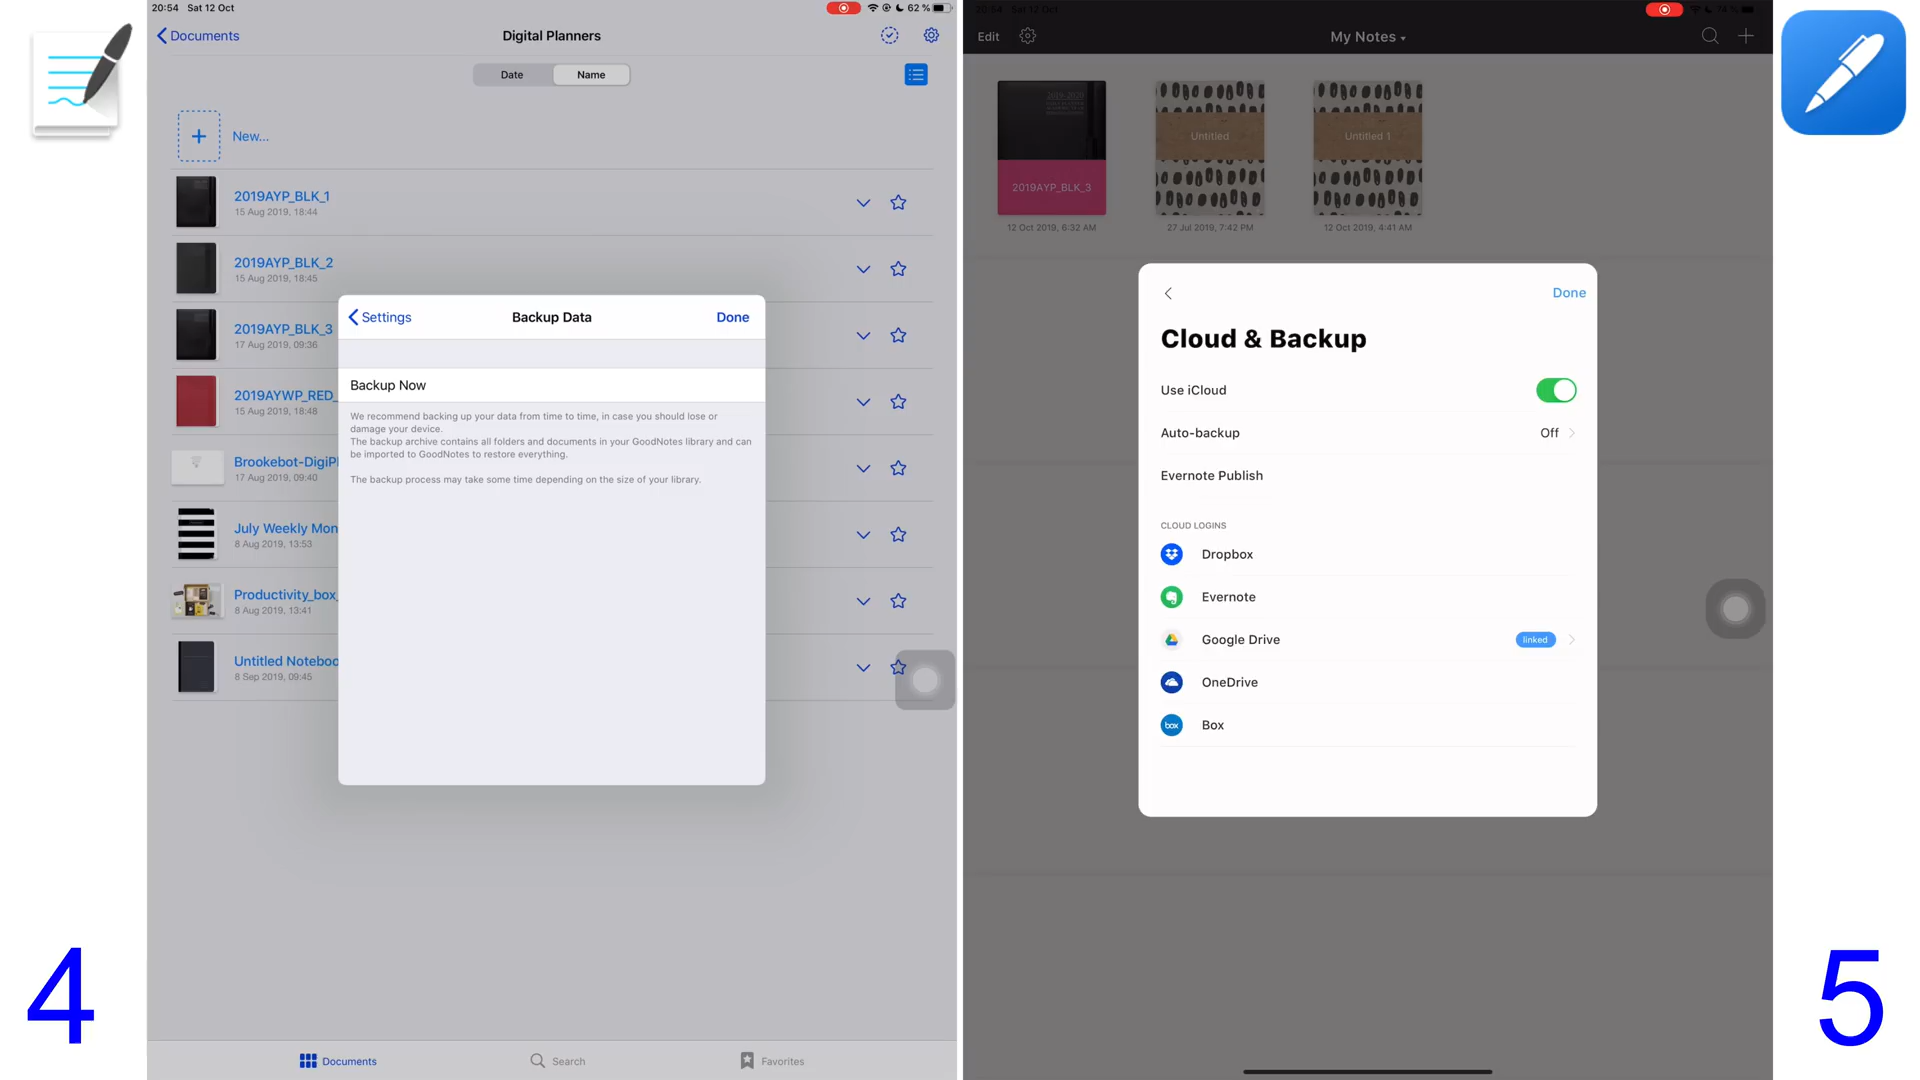 20:54 Sat 12 Oct
62 %
Documents
Digital Planners
Date
Name
New...
2019AYP_BLK_1
15 Aug 2019, 18:44
2019AYP_BLK_2
15 Aug 2019, 18:45
2019AYP_BLK_3
17 Aug 2019, 09:36
2019AYWP_RED_
15 Aug 2019, 18:48
Brookebot-DigiPl
17 Aug 2019, 09:40
July Weekly Mon
8 Aug 2019, 13:53
Productivity_box_
8 Aug 2019, 13:41
Untitled Noteboo
8 Sep 2019, 09:45
Settings
Backup Data
Done
Backup Now
We recommend backing up your data from time to time, in case you should lose or
damage your device.
The backup archive contains all folders and documents in your GoodNotes library and can
be imported to GoodNotes to restore everything.
The backup process may take some time depending on the size of your library.
Documents
Search
Favorites
4
20:54 Sat 12 Oct
Edit
My Notes
2019-2020
2019AYP_BLK_3
12 Oct 2019, 6:32 AM
Untitled
27 Jul 2019, 7:42 PM
Untitled 1
12 Oct 2019, 4:41 AM
Done
Cloud & Backup
Use iCloud
Auto-backup
Off
Evernote Publish
CLOUD LOGINS
Dropbox
Evernote
Google Drive
linked
OneDrive
box
Box
5